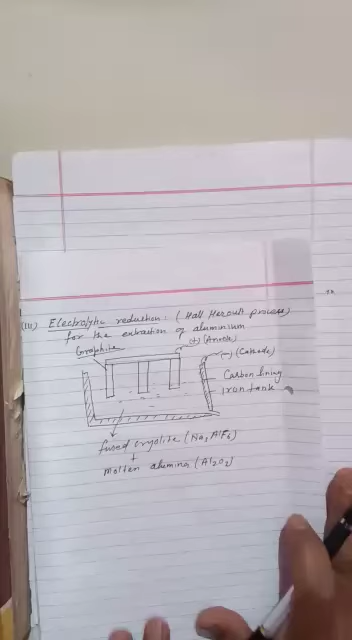 (iii) Electrolytic reduction: (Hall Heroult process)
for the extraction of aluminium
Graphite
(+) (Anode)
(-) (Cathode)
Carbon lining
iron tank
fused cryolite (Na3AlF6)
+
Molten alumina (Al2O3)